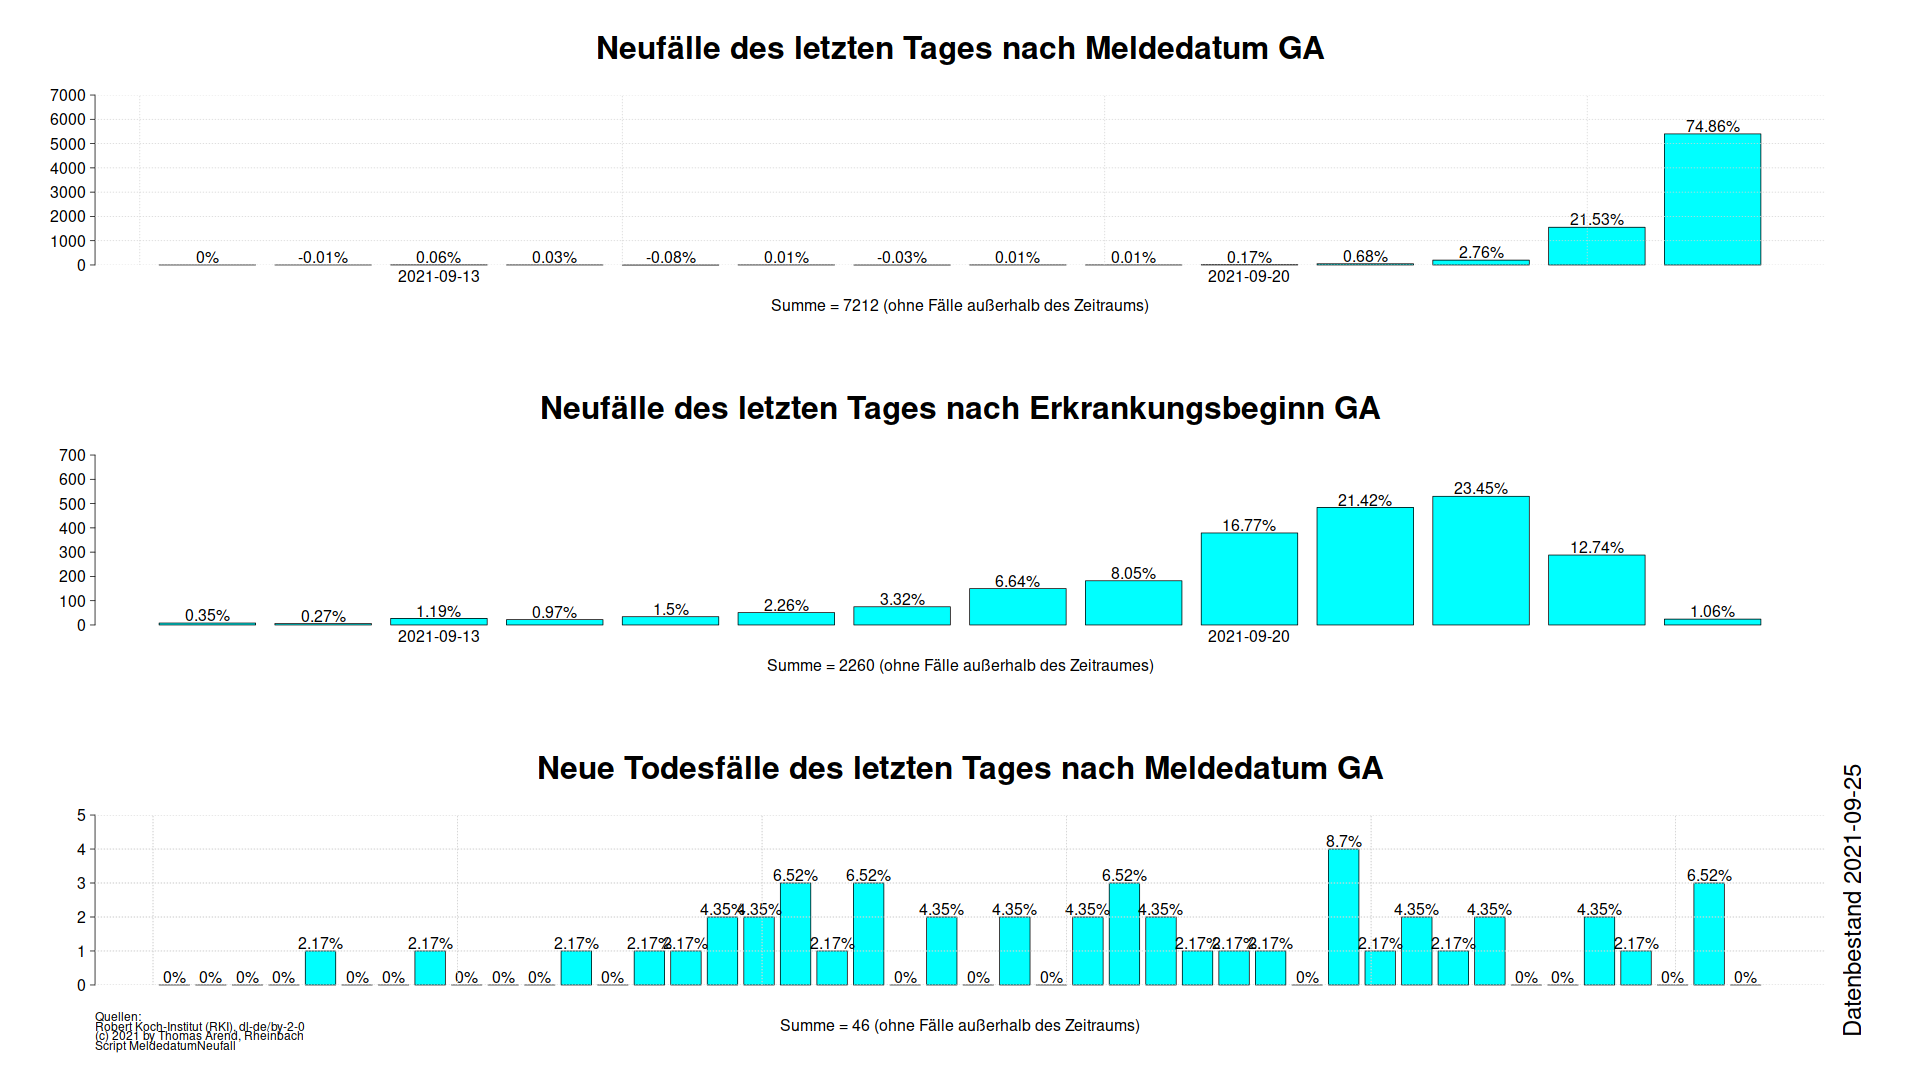 Neufälle des letzten Tages nach Meldedatum GA
7000
6000
5000
4000
3000
2000
1000
0
0% -0.01% 0.06% 0.03% -0.08% 0.01% -0.03% 0.01% 0.01% 0.17% 0.68% 2.76% 21.53% 74.86%
2021-09-13 2021-09-20
Summe = 7212 (ohne Fälle außerhalb des Zeitraums)
Neufälle des letzten Tages nach Erkrankungsbeginn GA
700
600
500
400
300
200
100
0
0.35% 0.27% 1.19% 0.97% 1.5% 2.26% 3.32% 6.64% 8.05% 16.77% 21.42% 23.45% 12.74% 1.06%
2021-09-13 2021-09-20
Summe = 2260 (ohne Fälle außerhalb des Zeitraumes)
Neue Todesfälle des letzten Tages nach Meldedatum GA
5
4
3
2
1
0
0% 0% 0% 0% 2.17% 0% 0% 2.17% 0% 0% 0% 2.17% 0% 2.17% 2.17% 4.35% 4.35% 6.52% 2.17% 6.52% 0% 4.35% 0% 4.35% 0% 4.35% 6.52% 4.35% 2.17% 2.17% 2.17% 0% 8.7% 2.17% 4.35% 2.17% 4.35% 0% 0% 4.35% 2.17% 0% 6.52% 0%
Summe = 46 (ohne Fälle außerhalb des Zeitraums)
Quellen:
Robert Koch-Institut (RKI), dl-de/by-2-0
(c) 2021 by Thomas Arend, Rheinbach
Script MeldedatumNeufall
Datenbestand 2021-09-25